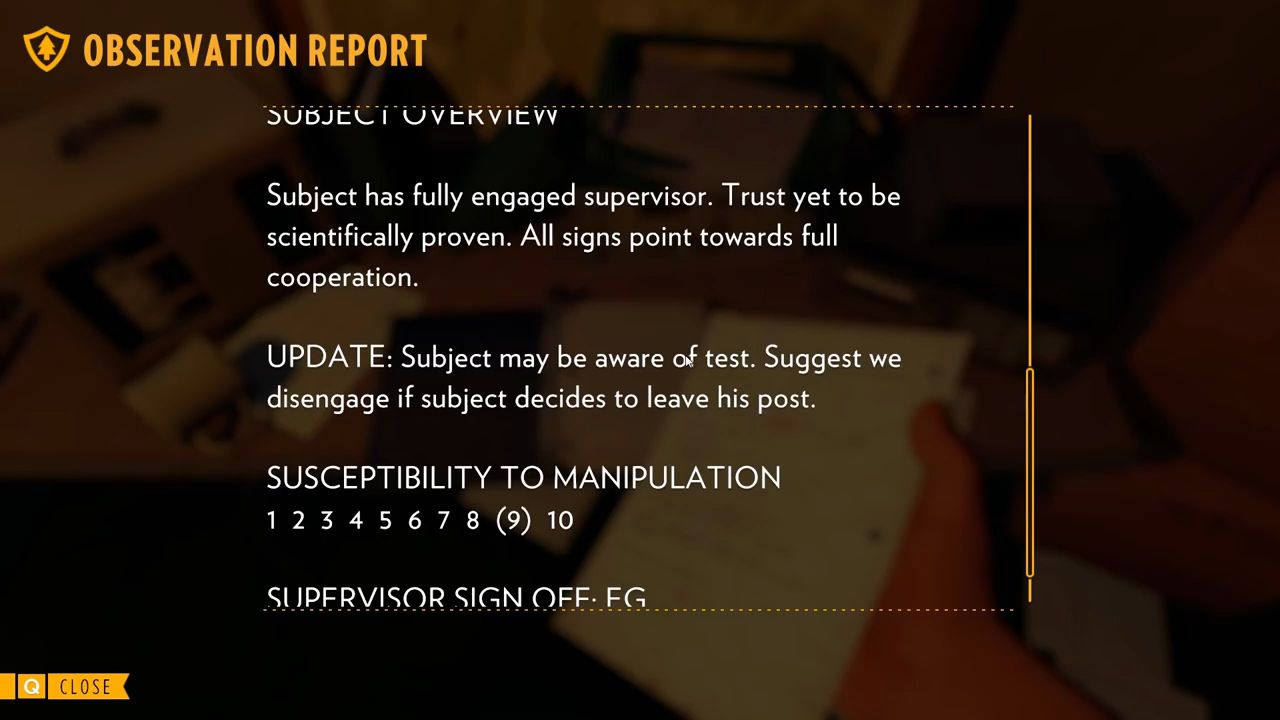 OBSERVATION REPORT
SUBJECT OVERVIEW
Subject has fully engaged supervisor. Trust yet to be
scientifically proven. All signs point towards full
cooperation.
UPDATE: Subject may be aware of test. Suggest we
disengage if subject decides to leave his post.
SUSCEPTIBILITY TO MANIPULATION
1 2 3 4 5 6 7 8 (9) 10
SUPERVISOR SIGN OFF: EG
Q CLOSE